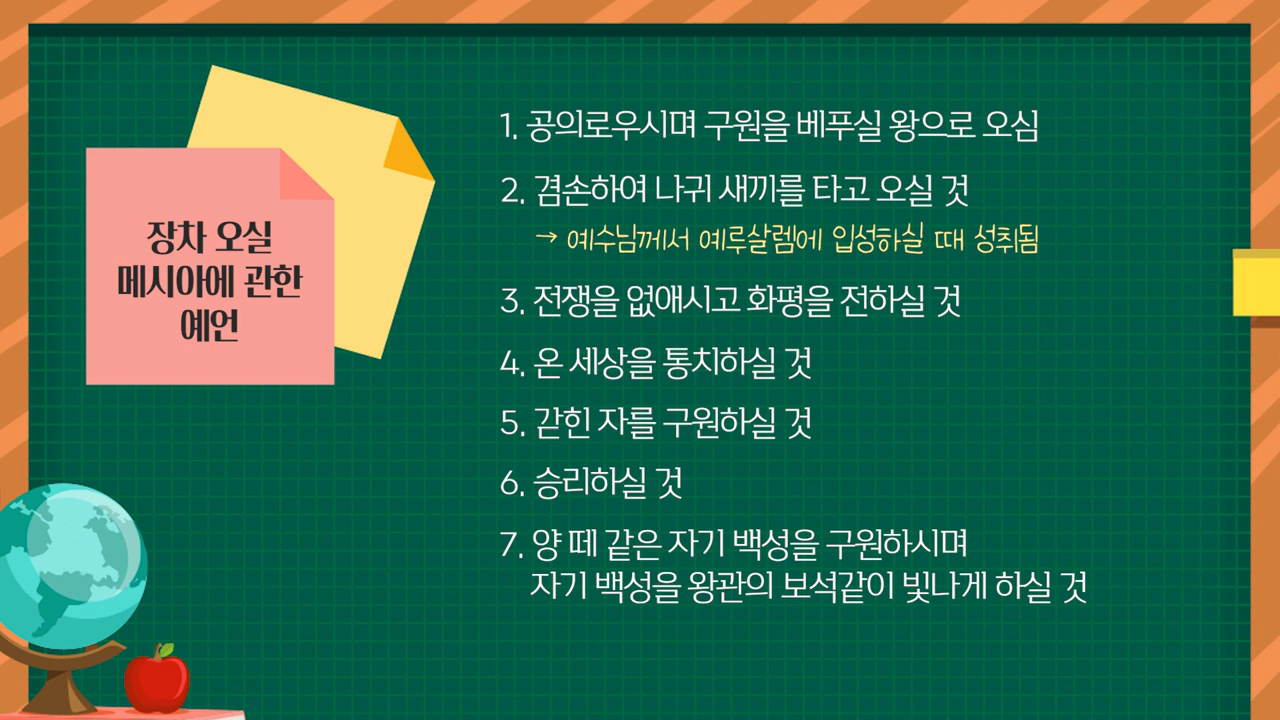 장차 오실
메시아에 관한
예언
1. 공의로우시며 구원을 베푸실 왕으로 오심
2. 겸손하여 나귀 새끼를 타고 오실 것
→ 예수님께서 예루살렘에 입성하실 때 성취됨
3. 전쟁을 없애시고 화평을 전하실 것
4. 온 세상을 통치하실 것
5. 갇힌 자를 구원하실 것
6. 승리하실 것
7. 양 떼 같은 자기 백성을 구원하시며
자기 백성을 왕관의 보석같이 빛나게 하실 것